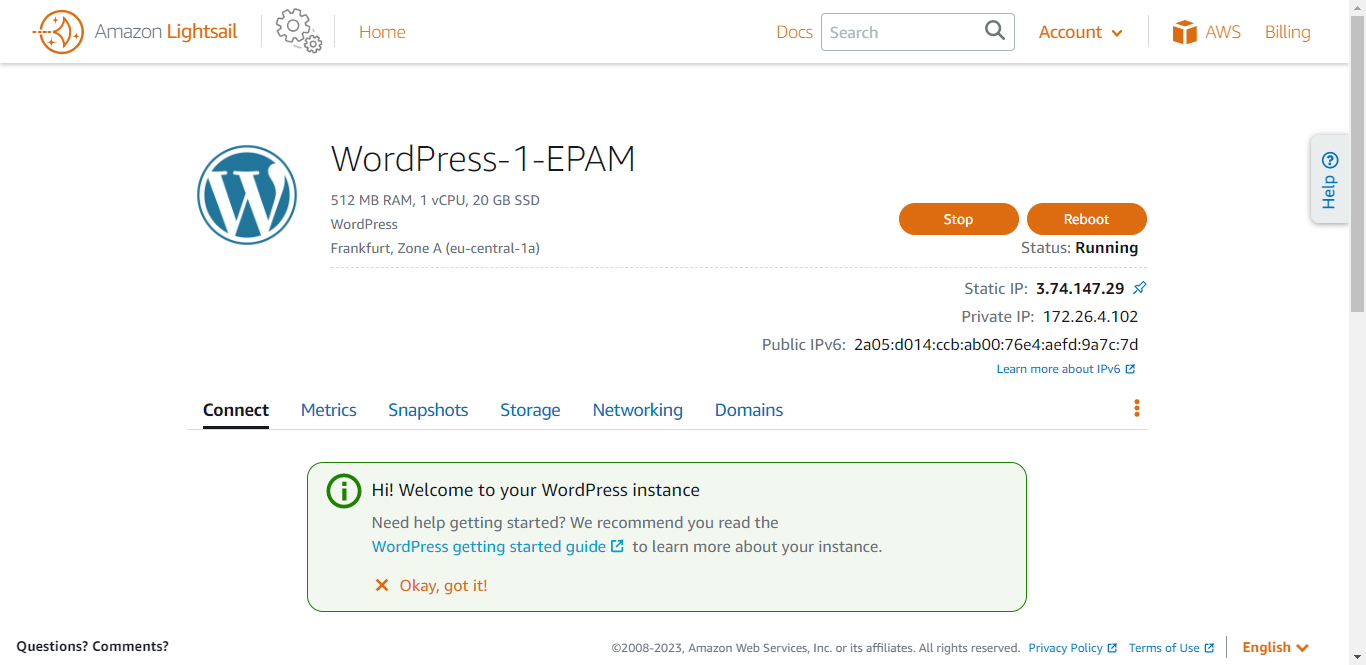 Amazon Lightsail
Home
Docs
Search
Account
AWS
Billing
Help
WordPress-1-EPAM
512 MB RAM, 1 vCPU, 20 GB SSD
WordPress
Frankfurt, Zone A (eu-central-1a)
Stop
Reboot
Status: Running
Static IP: 3.74.147.29
Private IP: 172.26.4.102
Public IPv6: 2a05:d014:ccb:ab00:76e4:aefd:9a7c:7d
Learn more about IPv6
Connect
Metrics
Snapshots
Storage
Networking
Domains
Hi! Welcome to your WordPress instance
Need help getting started? We recommend you read the
WordPress getting started guide to learn more about your instance.
Okay, got it!
Questions? Comments?
©2008-2023, Amazon Web Services, Inc. or its affiliates. All rights reserved.
Privacy Policy
Terms of Use
English